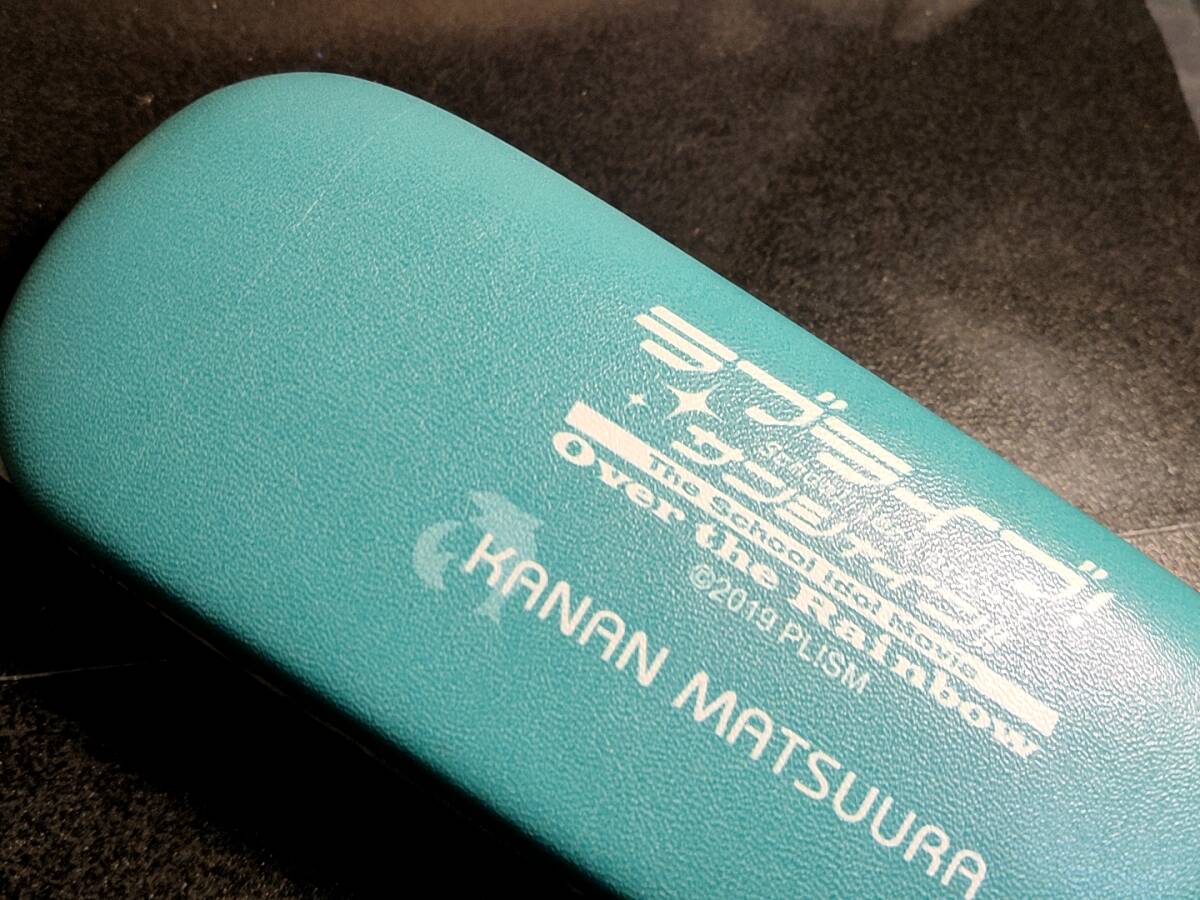 ラブライブ!
サンシャイン!!
The School Idol Movie
Over the Rainbow
©2019 PLISM
KANAN MATSUURA